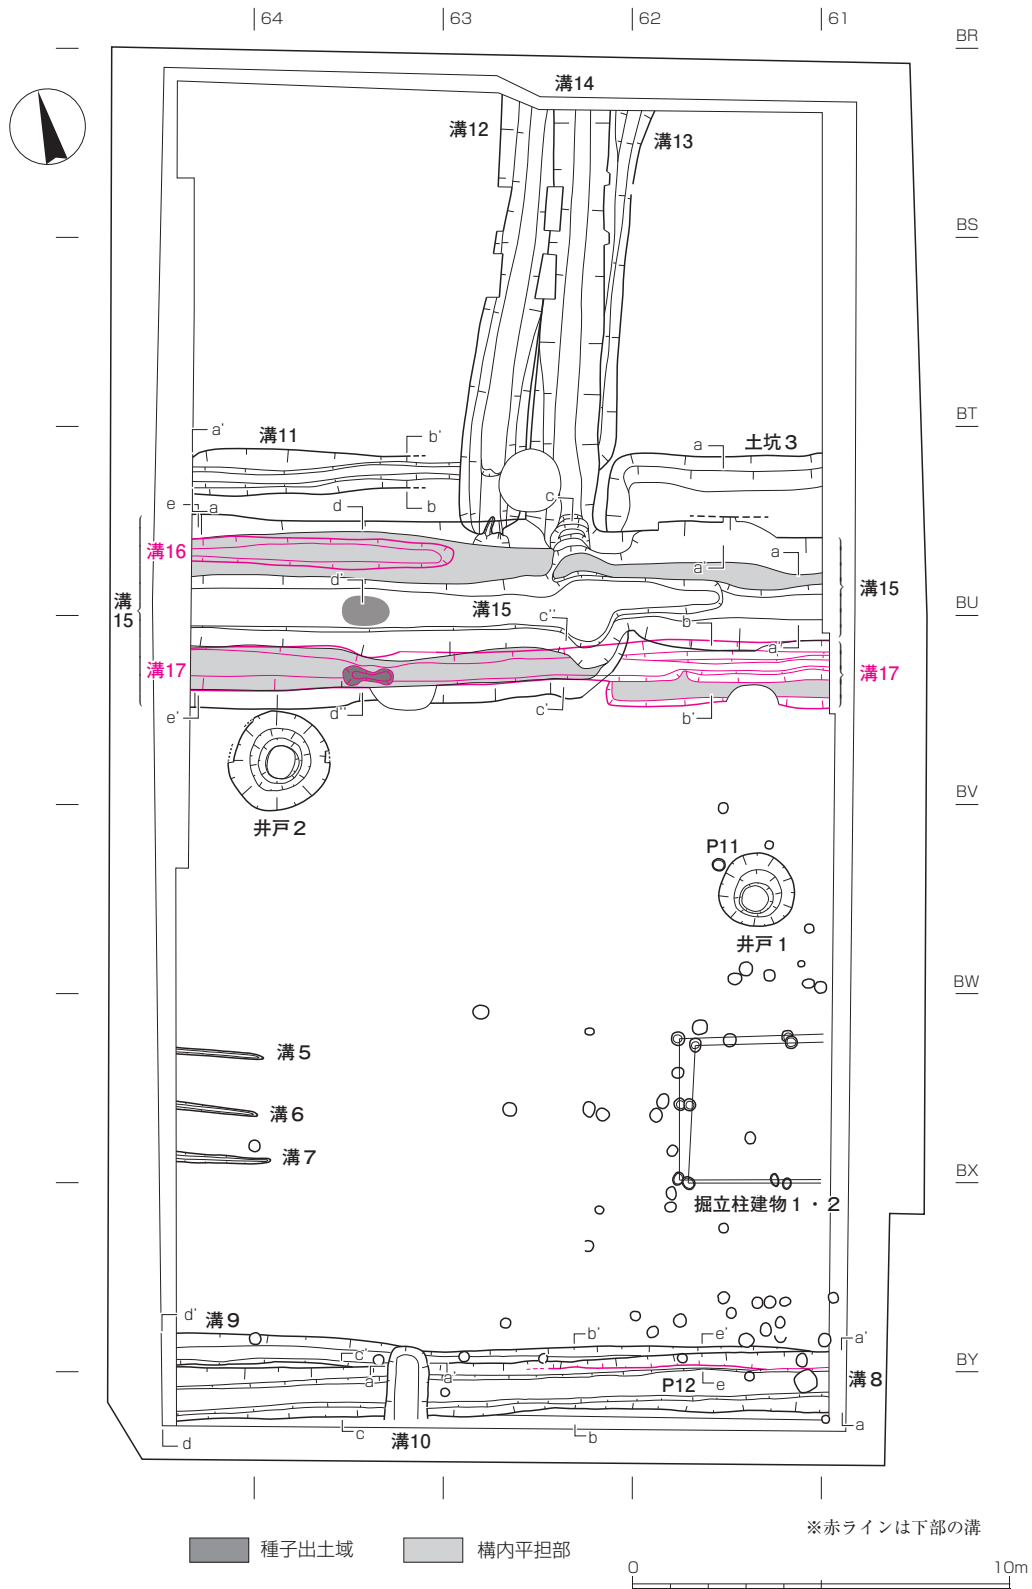 64 63 62 61
BR
溝14
溝12
溝13
BS
BT
a' 溝11 b' a 土坑3
e a d b c
溝16
d' a' a
溝15 溝15 c'' 溝15
BU
b a''
溝17 溝17
e' d'' c' b'
BV
井戸2
P11
井戸1
BW
溝5
溝6
溝7
BX
掘立柱建物1・2
d' 溝9
c' b' e' a'
BY
a a' P12 e 溝8
d c 溝10 b a
※赤ラインは下部の溝
種子出土域 構内平担部
0 10m